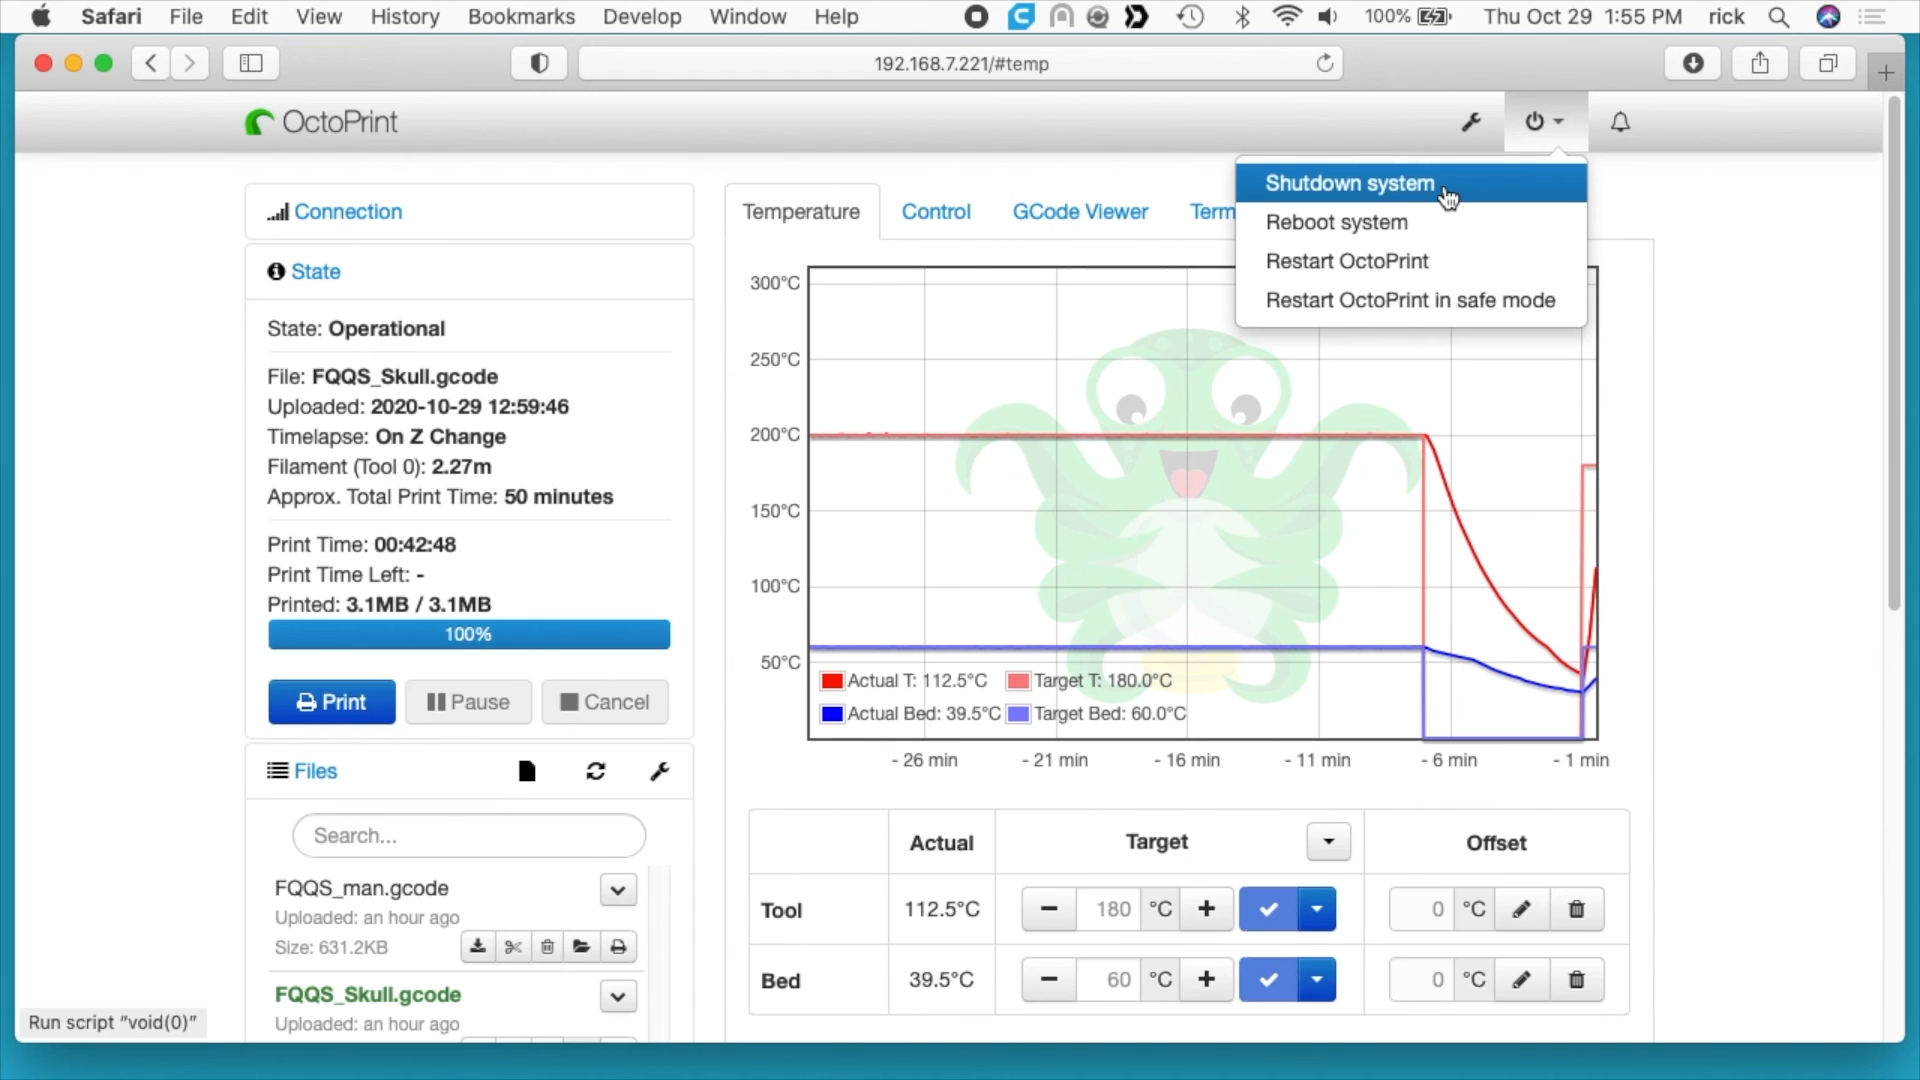 Safari File Edit View History Bookmarks Develop Window Help 100% Thu Oct 29 1:55 PM rick
192.168.7.221/#temp
OctoPrint
Shutdown system
Reboot system
Restart OctoPrint
Restart OctoPrint in safe mode
Connection
State
State: Operational
File: FQQS_Skull.gcode
Uploaded: 2020-10-29 12:59:46
Timelapse: On Z Change
Filament (Tool 0): 2.27m
Approx. Total Print Time: 50 minutes
Print Time: 00:42:48
Print Time Left: -
Printed: 3.1MB / 3.1MB
100%
Print Pause Cancel
Files
Search...
FQQS_man.gcode
Uploaded: an hour ago
Size: 631.2KB
FQQS_Skull.gcode
Uploaded: an hour ago
Run script "void(0)"
Temperature Control GCode Viewer Term
300°C
250°C
200°C
150°C
100°C
50°C
Actual T: 112.5°C Target T: 180.0°C
Actual Bed: 39.5°C Target Bed: 60.0°C
- 26 min - 21 min - 16 min - 11 min - 6 min - 1 min
Actual Target Offset
Tool 112.5°C 180 °C 0 °C
Bed 39.5°C 60 °C 0 °C